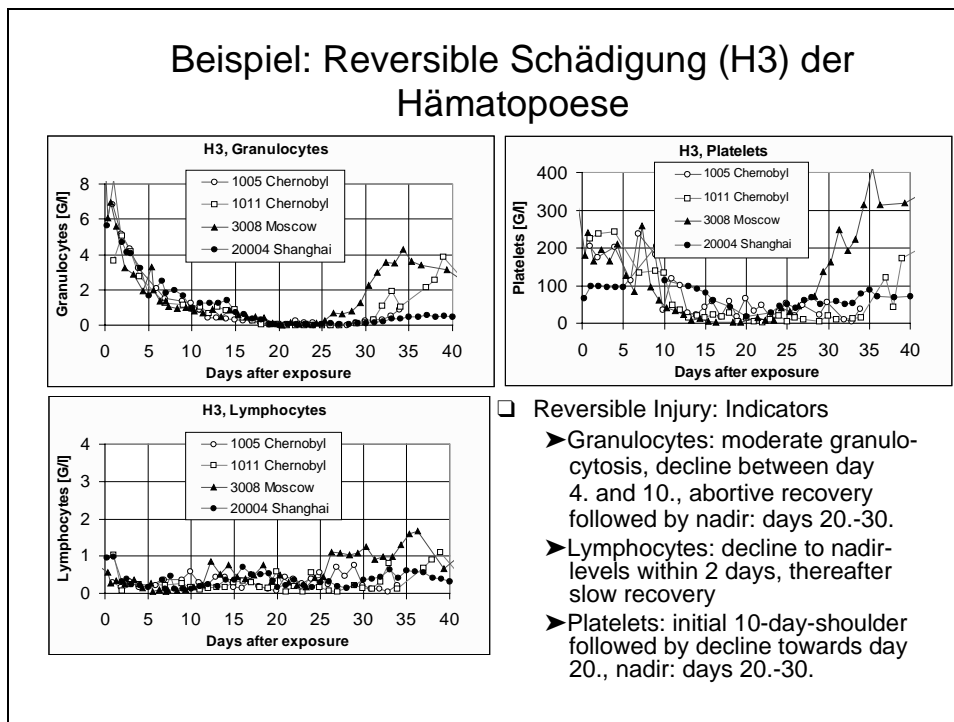 Beispiel: Reversible Schädigung (H3) der
Hämatopoese
H3, Granulocytes
Granulocytes [G/l]
8
6
4
2
0
1005 Chernobyl
1011 Chernobyl
3008 Moscow
20004 Shanghai
0 5 10 15 20 25 30 35 40
Days after exposure
H3, Platelets
Platelets [G/l]
400
300
200
100
0
1005 Chernobyl
1011 Chernobyl
3008 Moscow
20004 Shanghai
0 5 10 15 20 25 30 35 40
Days after exposure
H3, Lymphocytes
Lymphocytes [G/l]
4
3
2
1
0
1005 Chernobyl
1011 Chernobyl
3008 Moscow
20004 Shanghai
0 5 10 15 20 25 30 35 40
Days after exposure
❑ Reversible Injury: Indicators
➤Granulocytes: moderate granulo-
cytosis, decline between day
4. and 10., abortive recovery
followed by nadir: days 20.-30.
➤Lymphocytes: decline to nadir-
levels within 2 days, thereafter
slow recovery
➤Platelets: initial 10-day-shoulder
followed by decline towards day
20., nadir: days 20.-30.